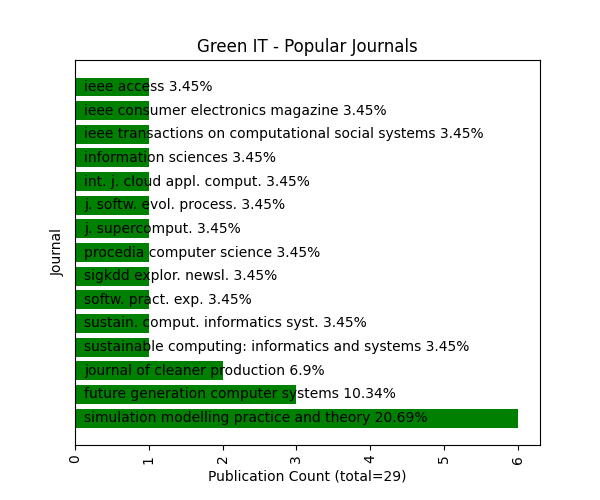 Green IT - Popular Journals
ieee access 3.45%
ieee consumer electronics magazine 3.45%
ieee transactions on computational social systems 3.45%
information sciences 3.45%
int. j. cloud appl. comput. 3.45%
j. softw. evol. process. 3.45%
j. supercomput. 3.45%
procedia computer science 3.45%
sigkdd explor. newsl. 3.45%
softw. pract. exp. 3.45%
sustain. comput. informatics syst. 3.45%
sustainable computing: informatics and systems 3.45%
journal of cleaner production 6.9%
future generation computer systems 10.34%
simulation modelling practice and theory 20.69%
Journal
0 1 2 3 4 5 6
Publication Count (total=29)